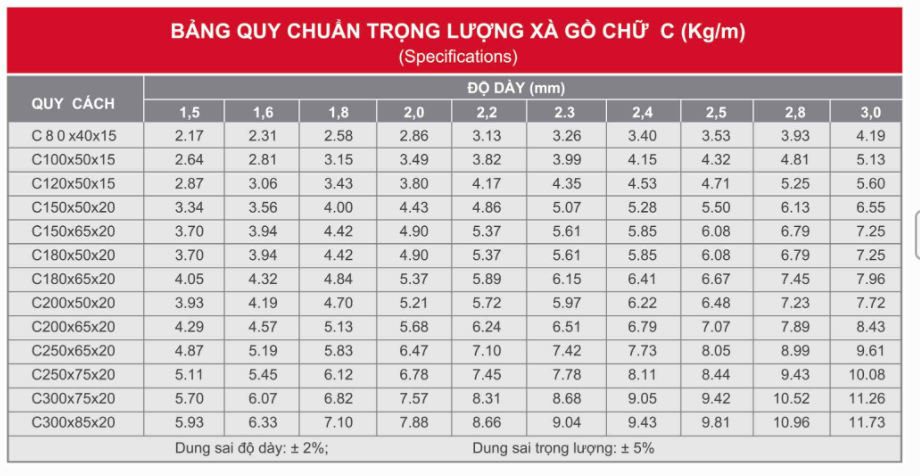 BẢNG QUY CHUẨN TRỌNG LƯỢNG XÀ GỒ CHỮ C (Kg/m)
(Specifications)
QUY CÁCH ĐỘ DÀY (mm)
1,5 1,6 1,8 2,0 2,2 2.3 2,4 2,5 2,8 3,0
C 8 0 x40x15 2.17 2.31 2.58 2.86 3.13 3.26 3.40 3.53 3.93 4.19
C100x50x15 2.64 2.81 3.15 3.49 3.82 3.99 4.15 4.32 4.81 5.13
C120x50x15 2.87 3.06 3.43 3.80 4.17 4.35 4.53 4.71 5.25 5.60
C150x50x20 3.34 3.56 4.00 4.43 4.86 5.07 5.28 5.50 6.13 6.55
C150x65x20 3.70 3.94 4.42 4.90 5.37 5.61 5.85 6.08 6.79 7.25
C180x50x20 3.70 3.94 4.42 4.90 5.37 5.61 5.85 6.08 6.79 7.25
C180x65x20 4.05 4.32 4.84 5.37 5.89 6.15 6.41 6.67 7.45 7.96
C200x50x20 3.93 4.19 4.70 5.21 5.72 5.97 6.22 6.48 7.23 7.72
C200x65x20 4.29 4.57 5.13 5.68 6.24 6.51 6.79 7.07 7.89 8.43
C250x65x20 4.87 5.19 5.83 6.47 7.10 7.42 7.73 8.05 8.99 9.61
C250x75x20 5.11 5.45 6.12 6.78 7.45 7.78 8.11 8.44 9.43 10.08
C300x75x20 5.70 6.07 6.82 7.57 8.31 8.68 9.05 9.42 10.52 11.26
C300x85x20 5.93 6.33 7.10 7.88 8.66 9.04 9.43 9.81 10.96 11.73
Dung sai độ dày: ± 2%; Dung sai trọng lượng: ± 5%